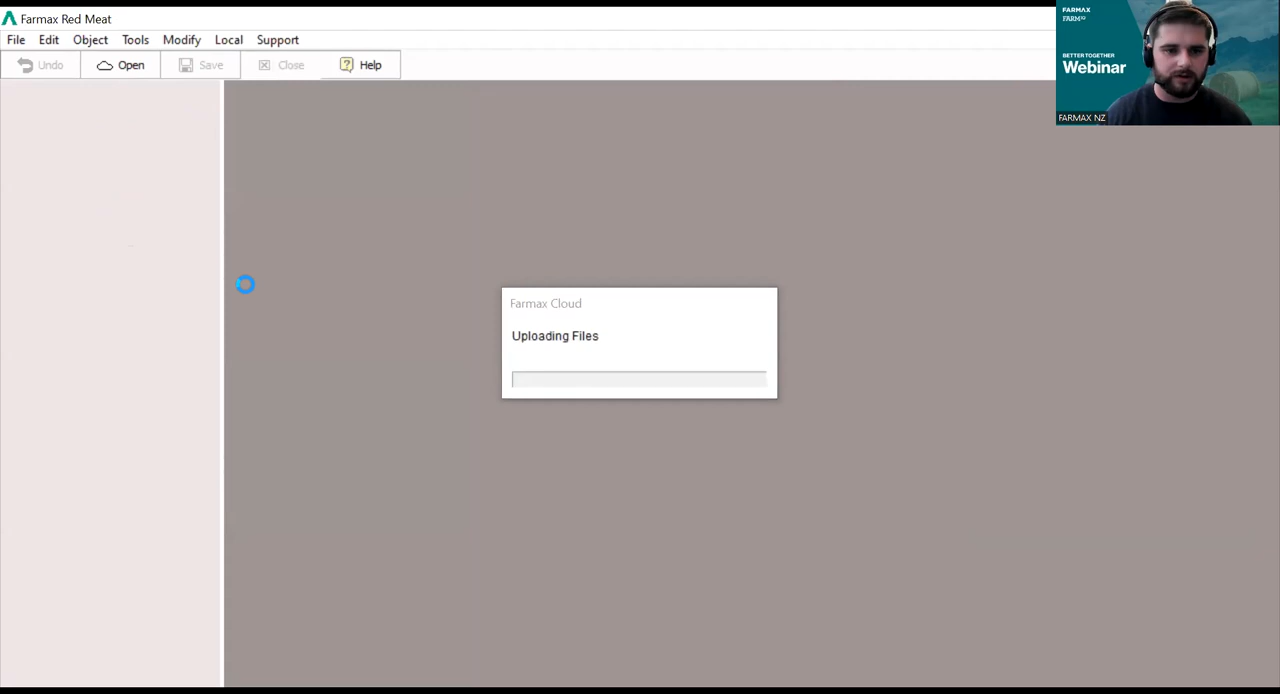 Farmax Red Meat
File Edit Object Tools Modify Local Support
Undo Open Save Close Help
FARMAX
FARMIQ
BETTER TOGETHER
Webinar
FARMAX NZ
Farmax Cloud
Uploading Files